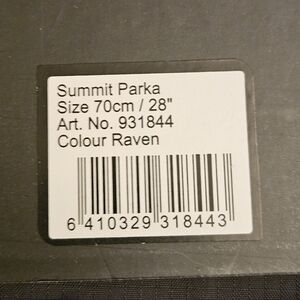 Summit Parka
Size 70cm / 28"
Art. No. 931844
Colour Raven
6 410329 318443